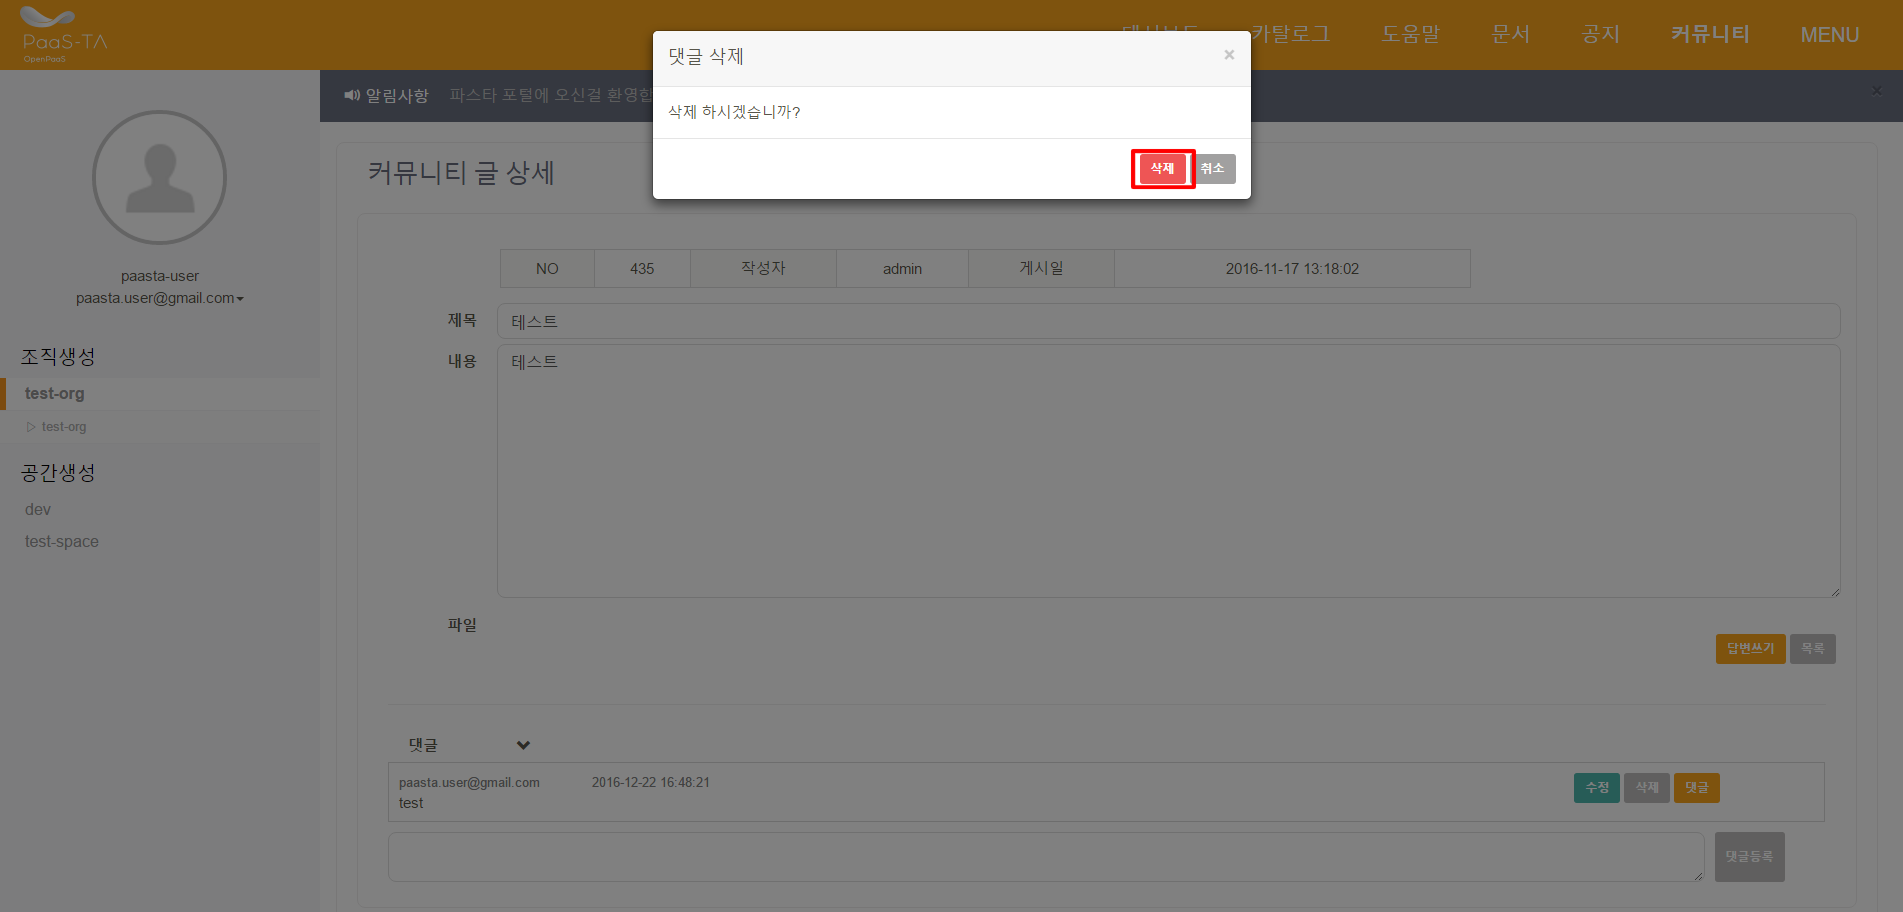 PaaS-TA
OpenPaaS
카탈로그 도움말 문서 공지 커뮤니티 MENU
댓글 삭제 ×
삭제 하시겠습니까?
삭제 취소
알림사항 파스타 포털에 오신걸 환영합 ×
커뮤니티 글 상세
paasta-user
paasta.user@gmail.com
조직생성
test-org
test-org
공간생성
dev
test-space
NO 435 작성자 admin 게시일 2016-11-17 13:18:02
제목 테스트
내용 테스트
파일
답변쓰기 목록
댓글
paasta.user@gmail.com 2016-12-22 16:48:21
test
수정 삭제 댓글
댓글등록